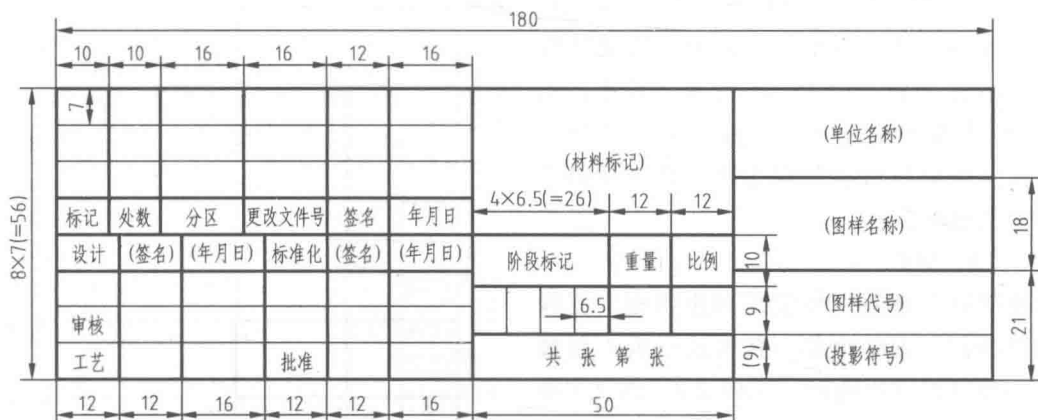 180
10 10 16 16 12 16
7
(单位名称)
(材料标记)
4×6.5(=26) 12 12
标记 处数 分区 更改文件号 签名 年月日
(图样名称)
18
8×7(=56)
设计 (签名) (年月日) 标准化 (签名) (年月日)
阶段标记 重量 比例
10
6.5
9
(图样代号)
21
审核
工艺 批准
共 张 第 张
(9)
(投影符号)
12 12 16 12 12 16 50